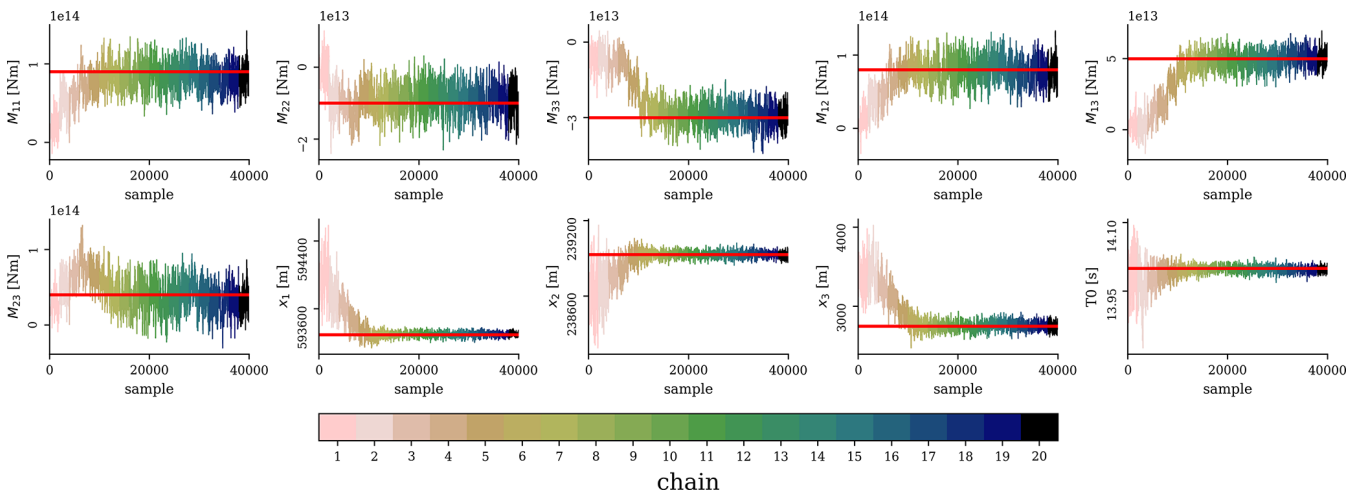 1e14 1e13 1e13 1e14 1e13
M11 [Nm] 1 0
M22 [Nm] 0 −2
M33 [Nm] 0 −3
M12 [Nm] 1 0
M13 [Nm] 5 0
0 20000 40000 0 20000 40000 0 20000 40000 0 20000 40000 0 20000 40000
sample sample sample sample sample
1e14
M23 [Nm] 1 0
x1 [m] 594400 593600
x2 [m] 239200 238600
x3 [m] 4000 3000
T0 [s] 14.10 13.95
0 20000 40000 0 20000 40000 0 20000 40000 0 20000 40000 0 20000 40000
sample sample sample sample sample
1 2 3 4 5 6 7 8 9 10 11 12 13 14 15 16 17 18 19 20
chain